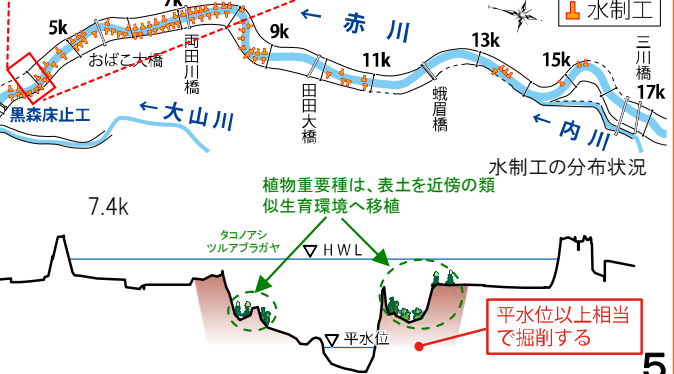 7k
水制工
5k
← 赤川
9k
13k
おばこ大橋
両田川橋
11k
15k
三川橋
17k
黒森床止工
← 大山川
田田大橋
蛾眉橋
← 内川
水制工の分布状況
植物重要種は、表土を近傍の類
似生育環境へ移植
7.4k
タコノアシ
ツルアブラガヤ
▽ HWL
▽ 平水位
平水位以上相当
で掘削する
5